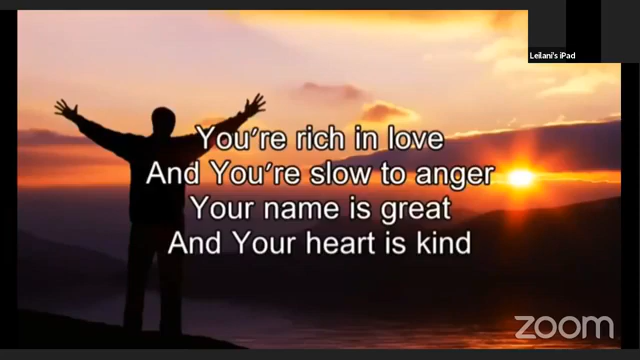 Leilani's iPad
You're rich in love
And You're slow to anger
Your name is great
And Your heart is kind
zoom